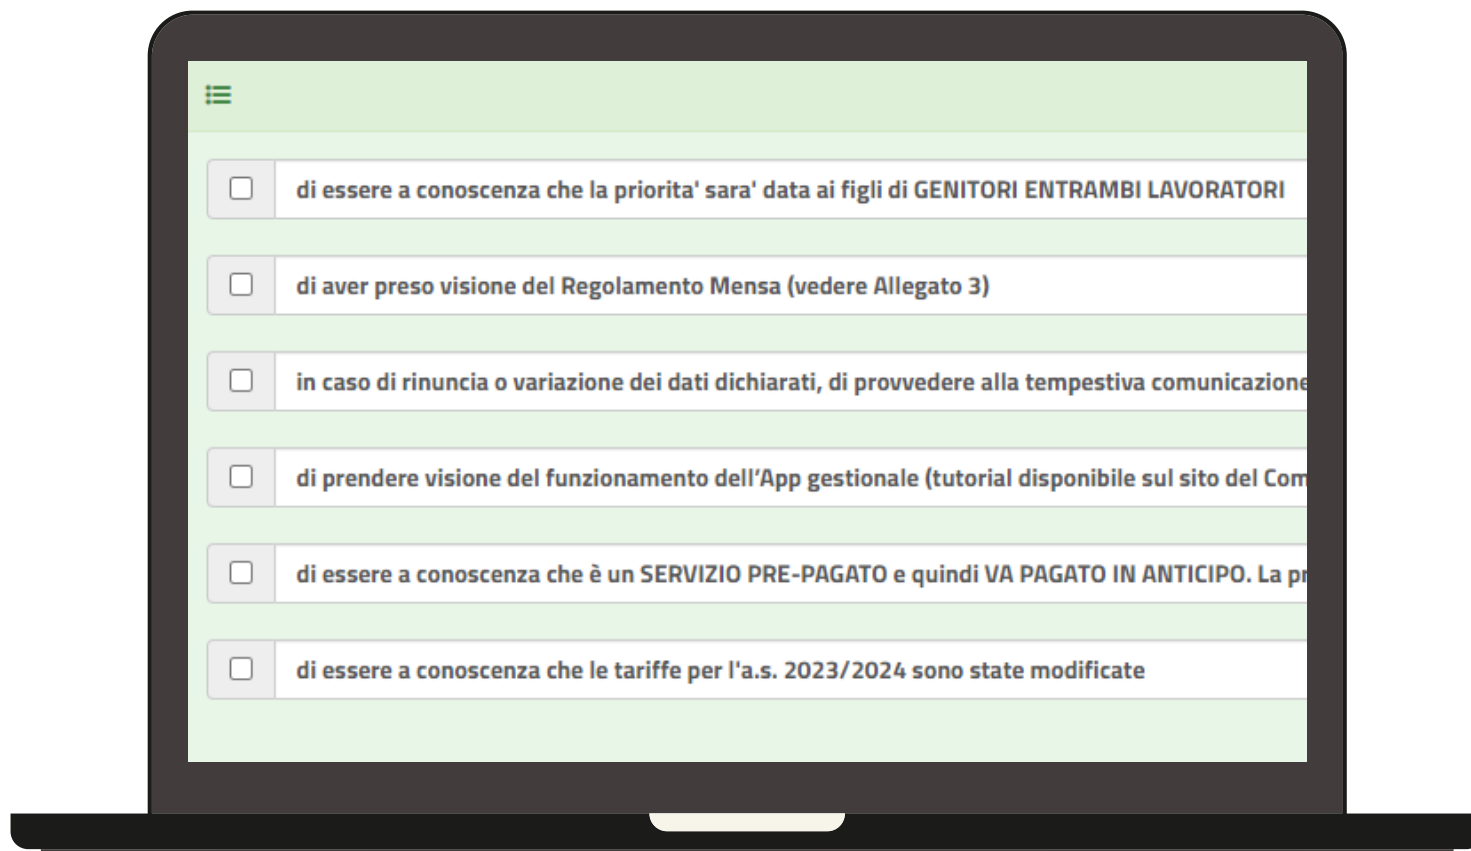 di essere a conoscenza che la priorita' sara' data ai figli di GENITORI ENTRAMBI LAVORATORI
di aver preso visione del Regolamento Mensa (vedere Allegato 3)
in caso di rinuncia o variazione dei dati dichiarati, di provvedere alla tempestiva comunicazione
di prendere visione del funzionamento dell’App gestionale (tutorial disponibile sul sito del Com
di essere a conoscenza che è un SERVIZIO PRE-PAGATO e quindi VA PAGATO IN ANTICIPO. La pr
di essere a conoscenza che le tariffe per l'a.s. 2023/2024 sono state modificate